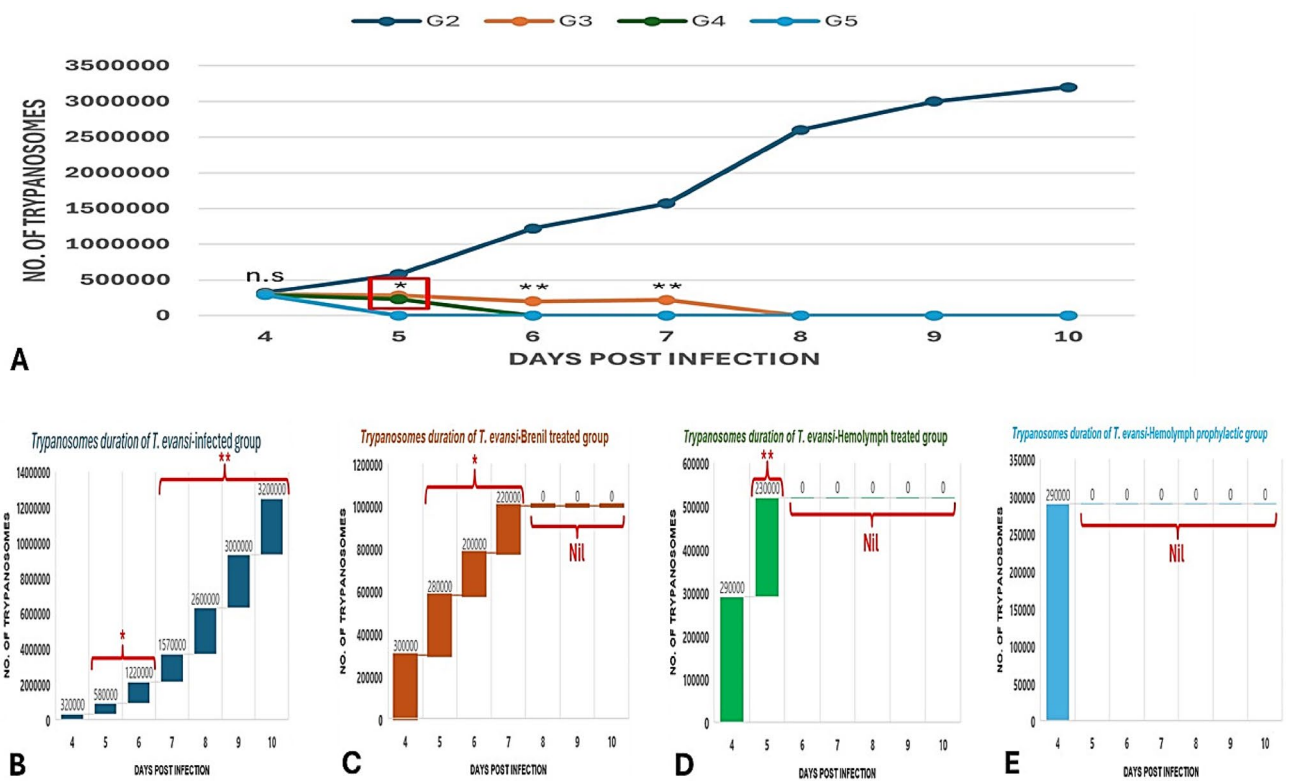 G2 G3 G4 G5
3500000
3000000
2500000
2000000
1500000
1000000
500000
0
NO. OF TRYPANOSOMES
n.s * ** **
4 5 6 7 8 9 10
DAYS POST INFECTION
A
Trypanosomes duration of T. evansi-infected group
14000000
12000000
10000000
8000000
6000000
4000000
2000000
0
NO. OF TRYPANOSOMES
*
**
320000 580000 1220000 1570000 2600000 3000000 3200000
4 5 6 7 8 9 10
DAYS POST INFECTION
B
Trypanosomes duration of T. evansi-Brenil treated group
1200000
1000000
800000
600000
400000
200000
0
NO. OF TRYPANOSOMES
*
300000 280000 200000 220000 0 0 0
Nil
4 5 6 7 8 9 10
DAYS POST INFECTION
C
Trypanosomes duration of T. evansi-Hemolymph treated group
600000
500000
400000
300000
200000
100000
0
NO. OF TRYPANOSOMES
**
290000 230000 0 0 0 0 0
Nil
4 5 6 7 8 9 10
DAYS POST INFECTION
D
Trypanosomes duration of T. evansi-Hemolymph prophylactic group
350000
300000
250000
200000
150000
100000
50000
0
NO. OF TRYPANOSOMES
290000 0 0 0 0 0 0
Nil
4 5 6 7 8 9 10
DAYS POST INFECTION
E